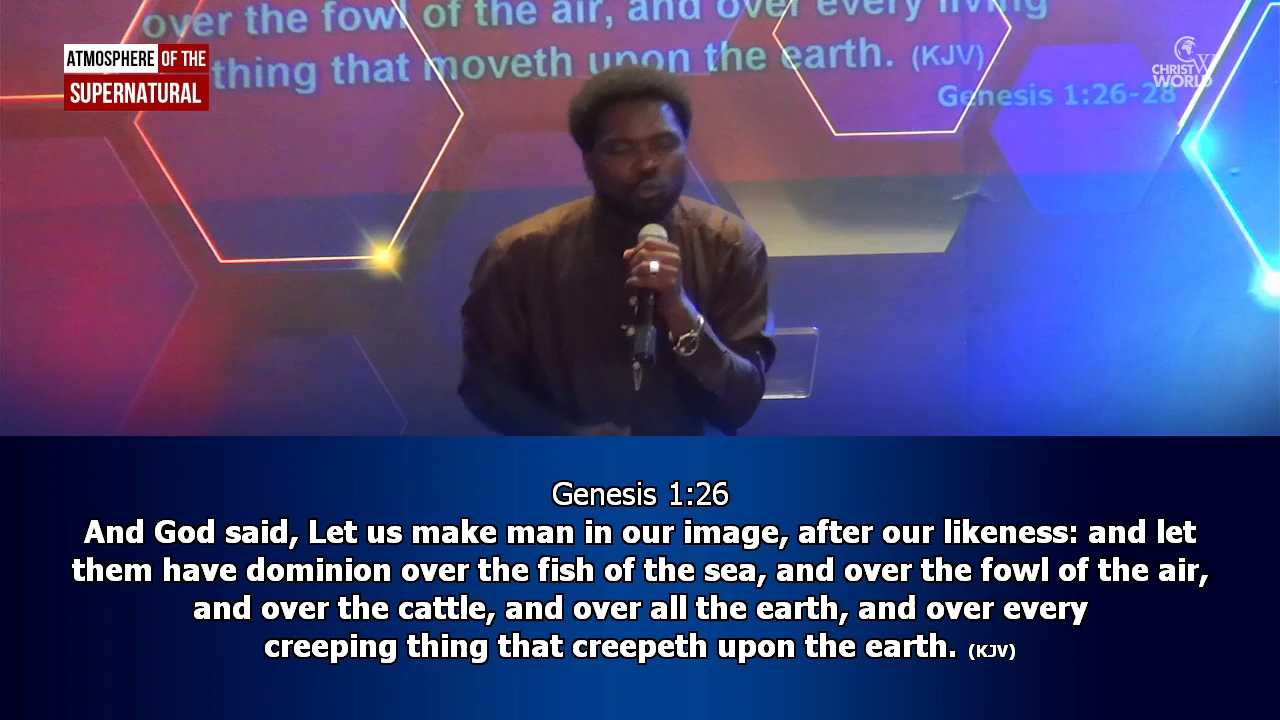 over the fowl of the air, and over every living
thing that moveth upon the earth. (KJV)
Genesis 1:26-28
ATMOSPHERE OF THE
SUPERNATURAL
CHRIST
WORLD
Genesis 1:26
And God said, Let us make man in our image, after our likeness: and let
them have dominion over the fish of the sea, and over the fowl of the air,
and over the cattle, and over all the earth, and over every
creeping thing that creepeth upon the earth. (KJV)